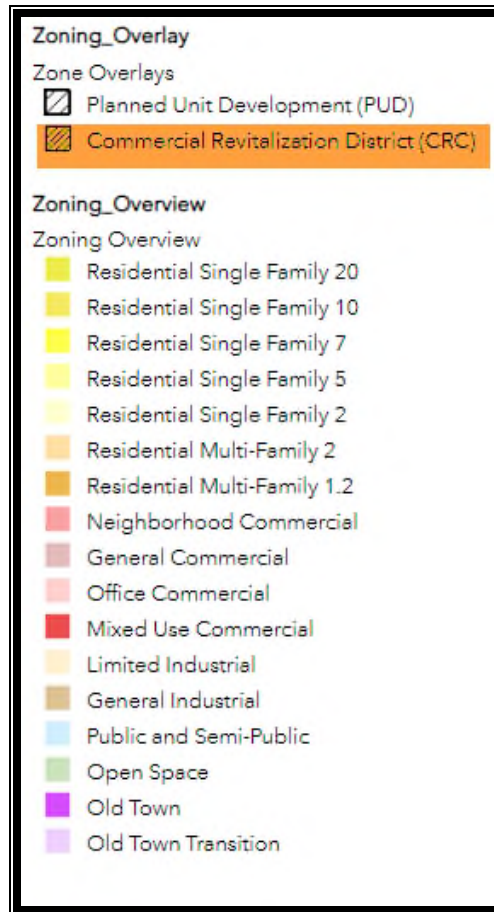 Zoning_Overlay
Zone Overlays
Planned Unit Development (PUD)
Commercial Revitalization District (CRC)
Zoning_Overview
Zoning Overview
Residential Single Family 20
Residential Single Family 10
Residential Single Family 7
Residential Single Family 5
Residential Single Family 2
Residential Multi-Family 2
Residential Multi-Family 1.2
Neighborhood Commercial
General Commercial
Office Commercial
Mixed Use Commercial
Limited Industrial
General Industrial
Public and Semi-Public
Open Space
Old Town
Old Town Transition